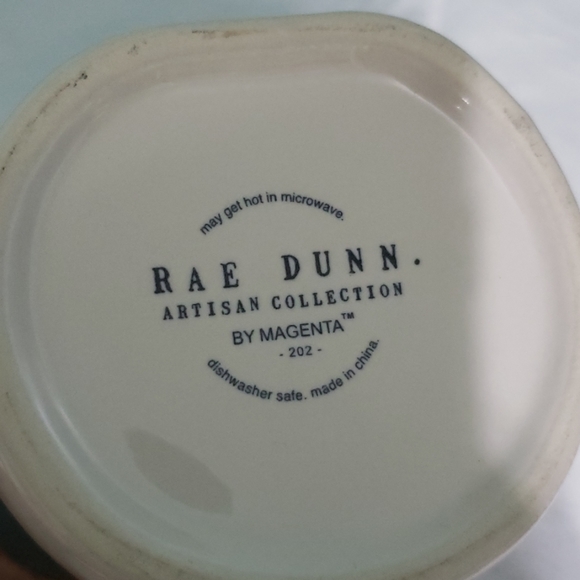 may get hot in microwave.
RAE DUNN.
ARTISAN COLLECTION
BY MAGENTA™
- 202 -
dishwasher safe. made in china.